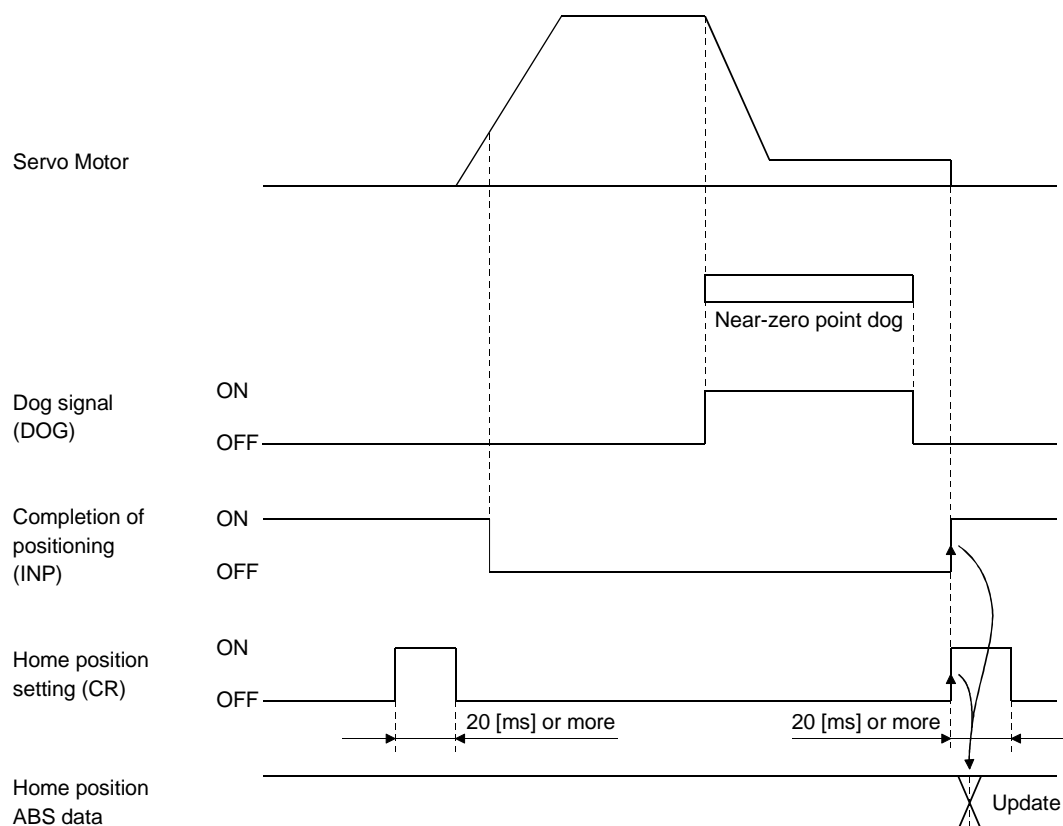 Servo Motor
Near-zero point dog
Dog signal
(DOG)
ON
OFF
Completion of
positioning
(INP)
ON
OFF
Home position
setting (CR)
ON
OFF
20 [ms] or more
20 [ms] or more
Home position
ABS data
Update